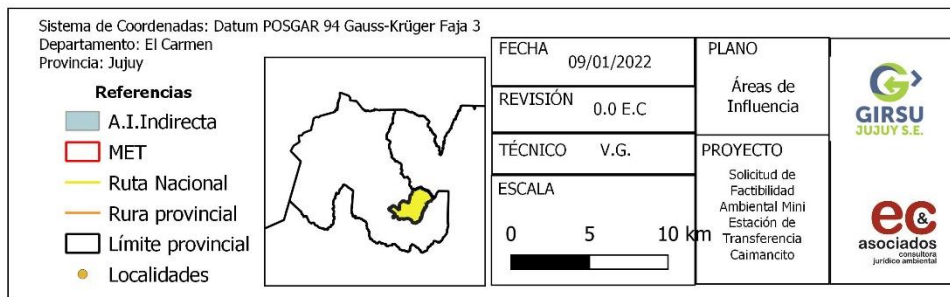 Sistema de Coordenadas: Datum POSGAR 94 Gauss-Krüger Faja 3
Departamento: El Carmen
Provincia: Jujuy
Referencias
A.I.Indirecta
MET
Ruta Nacional
Rura provincial
Límite provincial
Localidades
FECHA
09/01/2022
REVISIÓN
0.0 E.C
TÉCNICO V.G.
ESCALA
0 5 10 km
PLANO
Áreas de
Influencia
PROYECTO
Solicitud de
Factibilidad
Ambiental Mini
Estación de
Transferencia
Caimancito
GIRSU
JUJUY S.E.
e&
asociados
consultora
jurídico ambiental